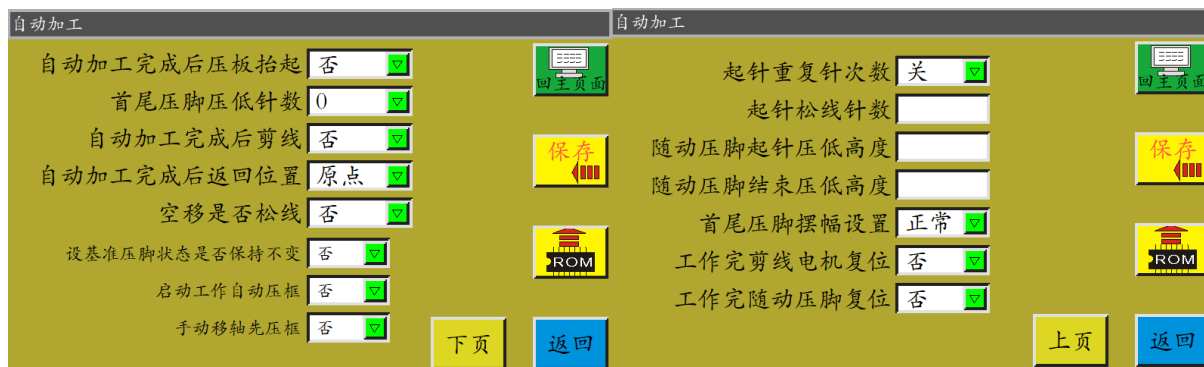 自动加工
自动加工完成后压板抬起 否
回主页面
首尾压脚压低针数 0
自动加工完成后剪线 否
保存
自动加工完成后返回位置 原点
空移是否松线 否
设基准压脚状态是否保持不变 否
ROM
启动工作自动压框 否
手动移轴先压框 否
下页
返回
自动加工
起针重复针次数 关
回主页面
起针松线针数
随动压脚起针压低高度
保存
随动压脚结束压低高度
首尾压脚摆幅设置 正常
工作完剪线电机复位 否
ROM
工作完随动压脚复位 否
上页
返回